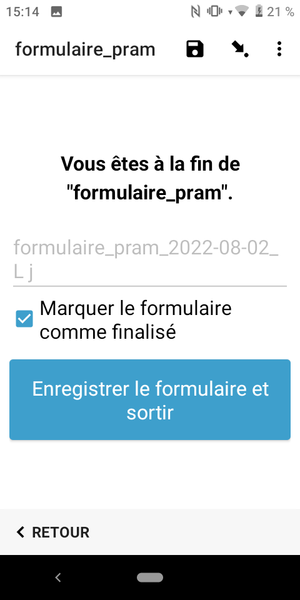 15:14
21 %
formulaire_pram
Vous êtes à la fin de
"formulaire_pram".
formulaire_pram_2022-08-02_
L j
Marquer le formulaire
comme finalisé
Enregistrer le formulaire et
sortir
RETOUR